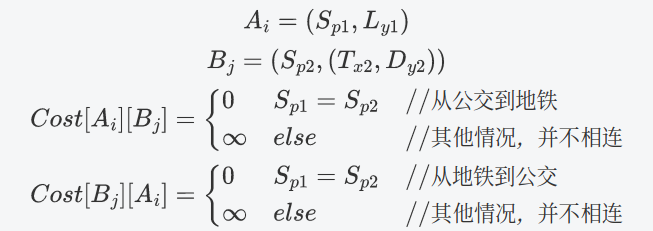 A_i = (S_{p1}, L_{y1})
B_j = (S_{p2}, (T_{x2}, D_{y2}))
Cost[A_i][B_j] = { 0 S_{p1} = S_{p2} //从公交到地铁
∞ else //其他情况，并不相连
Cost[B_j][A_i] = { 0 S_{p1} = S_{p2} //从地铁到公交
∞ else //其他情况，并不相连